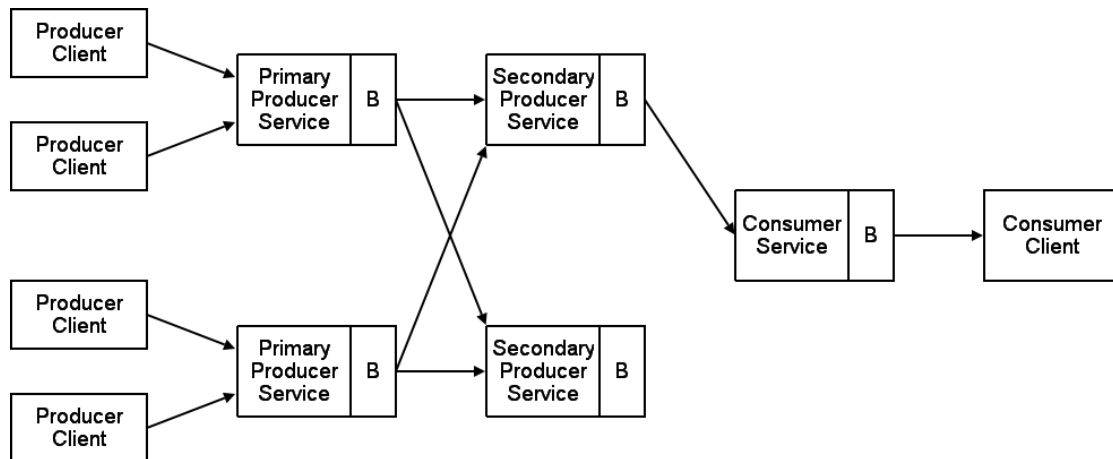 Producer
Client
Producer
Client
Primary
Producer
Service
B
Secondary
Producer
Service
B
Consumer
Service
B
Consumer
Client
Producer
Client
Producer
Client
Primary
Producer
Service
B
Secondary
Producer
Service
B